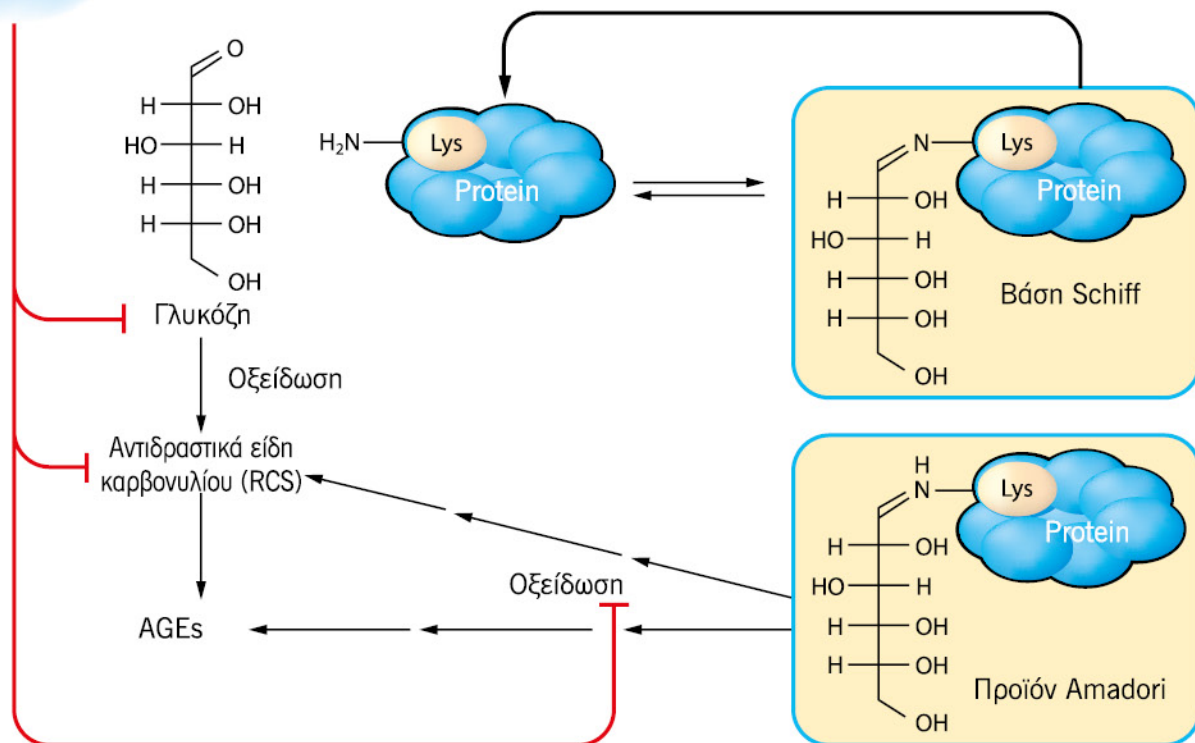 O
H
OH
HO
H
H
OH
H
OH
OH
Γλυκόζη
Οξείδωση
Αντιδραστικά είδη
καρβονυλίου (RCS)
AGEs
H₂N
Lys
Protein
N
Lys
Protein
H
OH
HO
H
H
OH
H
OH
OH
Βάση Schiff
Οξείδωση
H
N
Lys
Protein
H
OH
HO
H
H
OH
H
OH
OH
Προϊόν Amadori